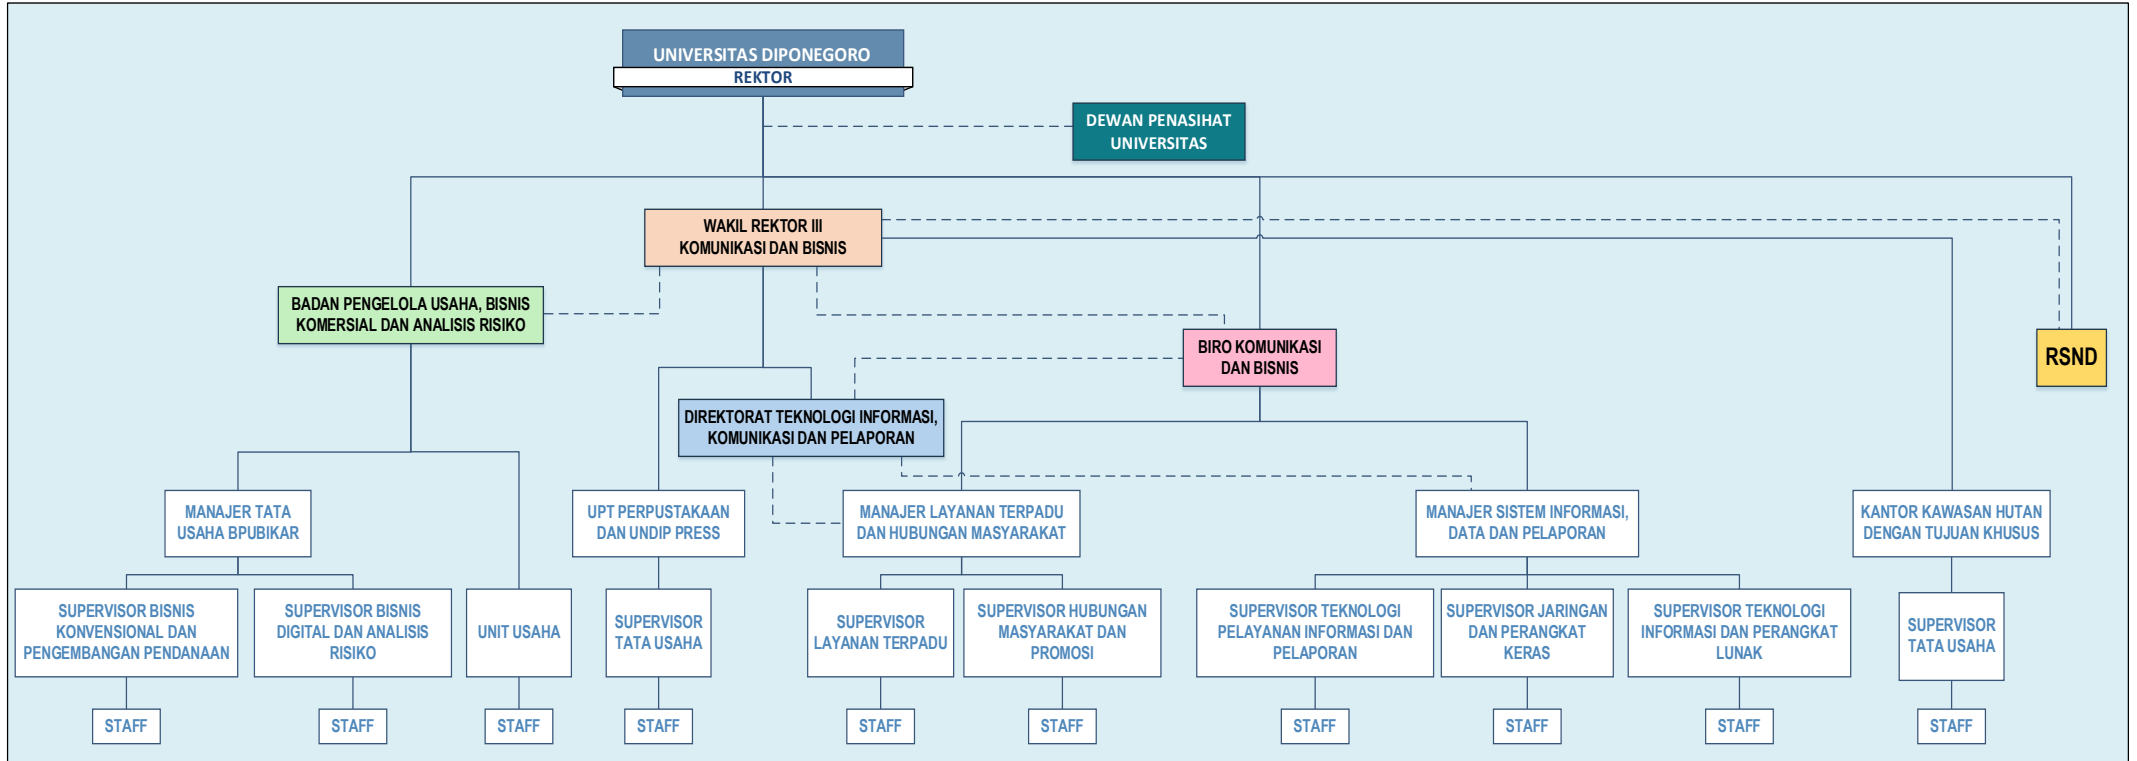 UNIVERSITAS DIPONEGORO
REKTOR
DEWAN PENASIHAT
UNIVERSITAS
WAKIL REKTOR III
KOMUNIKASI DAN BISNIS
BADAN PENGELOLA USAHA, BISNIS
KOMERSIAL DAN ANALISIS RISIKO
BIRO KOMUNIKASI
DAN BISNIS
RSND
DIREKTORAT TEKNOLOGI INFORMASI,
KOMUNIKASI DAN PELAPORAN
MANAJER TATA
USAHA BPUBIKAR
UPT PERPUSTAKAAN
DAN UNDIP PRESS
MANAJER LAYANAN TERPADU
DAN HUBUNGAN MASYARAKAT
MANAJER SISTEM INFORMASI,
DATA DAN PELAPORAN
KANTOR KAWASAN HUTAN
DENGAN TUJUAN KHUSUS
SUPERVISOR BISNIS
KONVENSIONAL DAN
PENGEMBANGAN PENDANAAN
SUPERVISOR BISNIS
DIGITAL DAN ANALISIS
RISIKO
UNIT USAHA
SUPERVISOR
TATA USAHA
SUPERVISOR
LAYANAN TERPADU
SUPERVISOR HUBUNGAN
MASYARAKAT DAN
PROMOSI
SUPERVISOR TEKNOLOGI
PELAYANAN INFORMASI DAN
PELAPORAN
SUPERVISOR JARINGAN
DAN PERANGKAT
KERAS
SUPERVISOR TEKNOLOGI
INFORMASI DAN PERANGKAT
LUNAK
SUPERVISOR
TATA USAHA
STAFF
STAFF
STAFF
STAFF
STAFF
STAFF
STAFF
STAFF
STAFF
STAFF